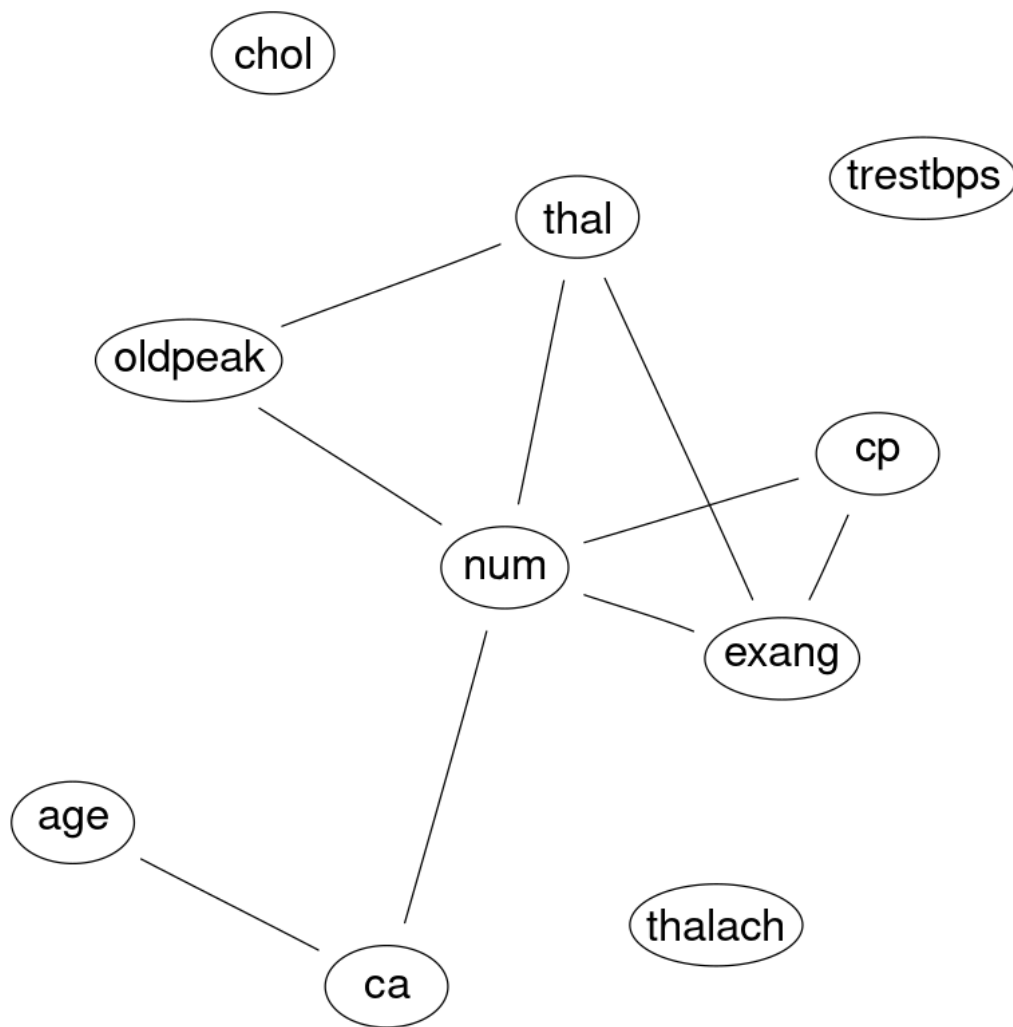 chol
trestbps
thal
oldpeak
cp
num
exang
age
thalach
ca